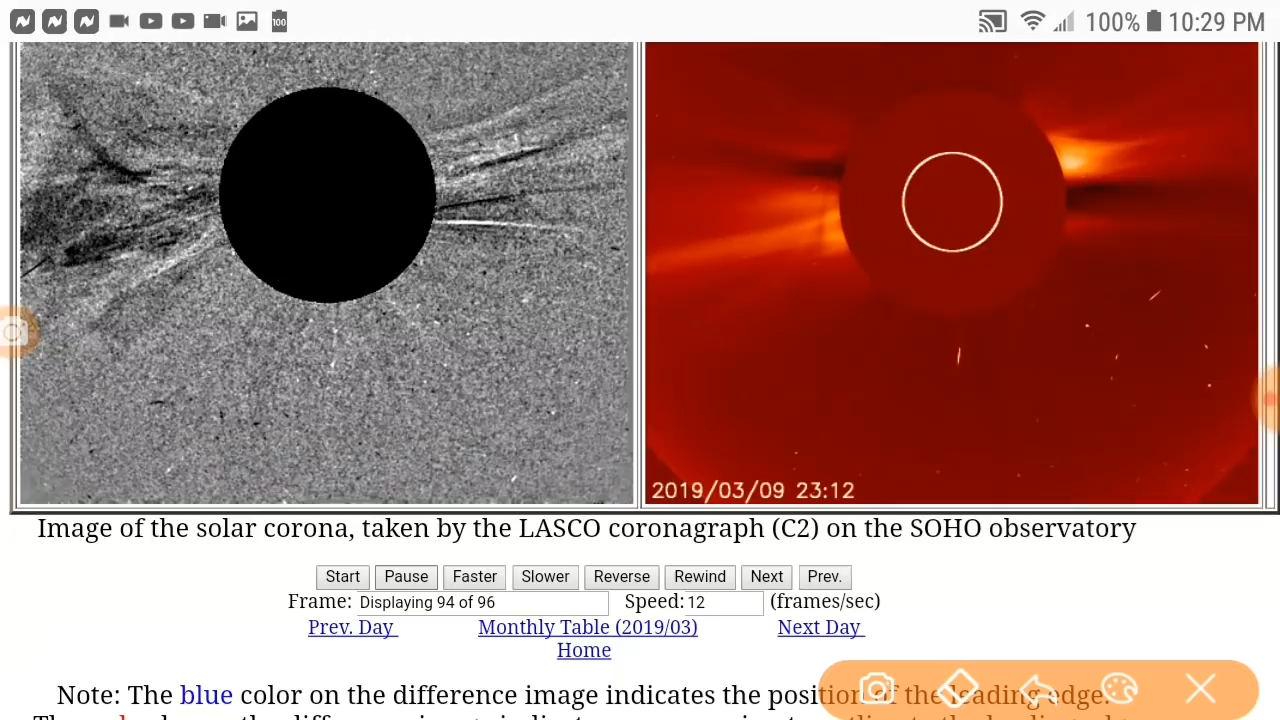 100
100% 10:29 PM
2019/03/09 23:12
Image of the solar corona, taken by the LASCO coronagraph (C2) on the SOHO observatory
Start Pause Faster Slower Reverse Rewind Next Prev.
Frame: Displaying 94 of 96 Speed: 12 (frames/sec)
Prev. Day Monthly Table (2019/03) Next Day
Home
Note: The blue color on the difference image indicates the position of the leading edge.